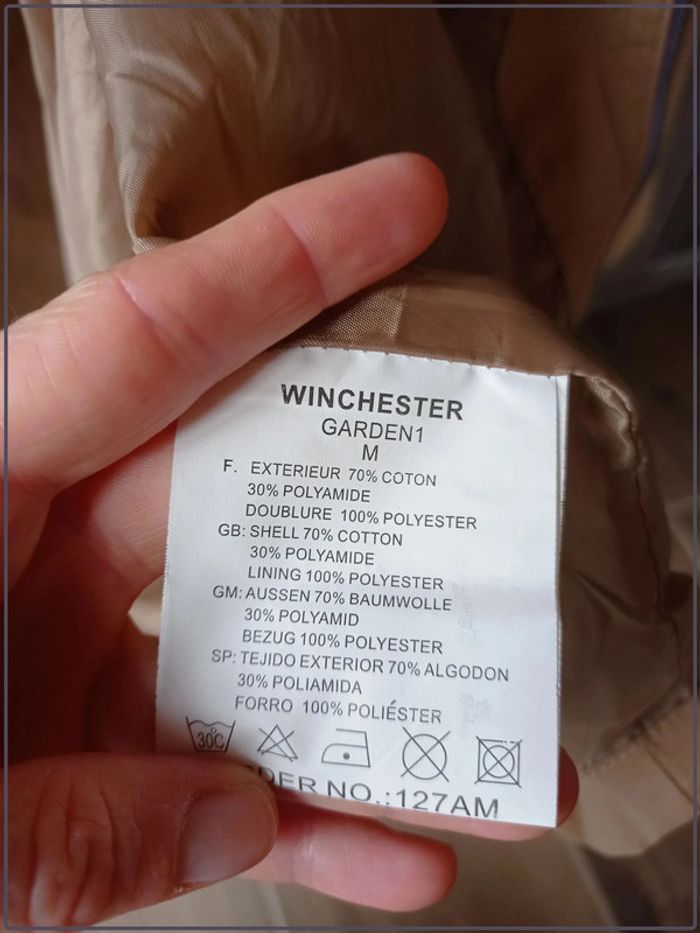 WINCHESTER
GARDEN1
M
F. EXTERIEUR 70% COTON
30% POLYAMIDE
DOUBLURE 100% POLYESTER
GB: SHELL 70% COTTON
30% POLYAMIDE
LINING 100% POLYESTER
GM: AUSSEN 70% BAUMWOLLE
30% POLYAMID
BEZUG 100% POLYESTER
SP: TEJIDO EXTERIOR 70% ALGODON
30% POLIAMIDA
FORRO 100% POLIÉSTER
30C
DER NO.:127AM